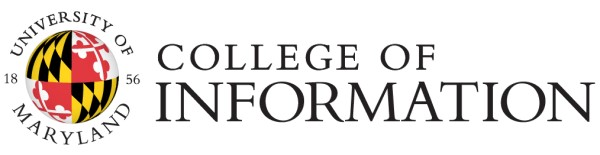 UNIVERSITY OF
18 56
MARYLAND
COLLEGE OF
INFORMATION